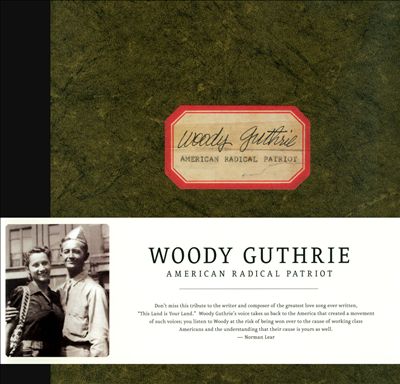 Woody Guthrie
AMERICAN RADICAL PATRIOT
WOODY GUTHRIE
AMERICAN RADICAL PATRIOT
Don't miss this tribute to the writer and composer of the greatest love song ever written,
"This Land is Your Land." Woody Guthrie's voice takes us back to the America that created a movement
of such voices; you listen to Woody at the risk of being won over to the cause of working class
Americans and the understanding that their cause is yours as well.
— Norman Lear